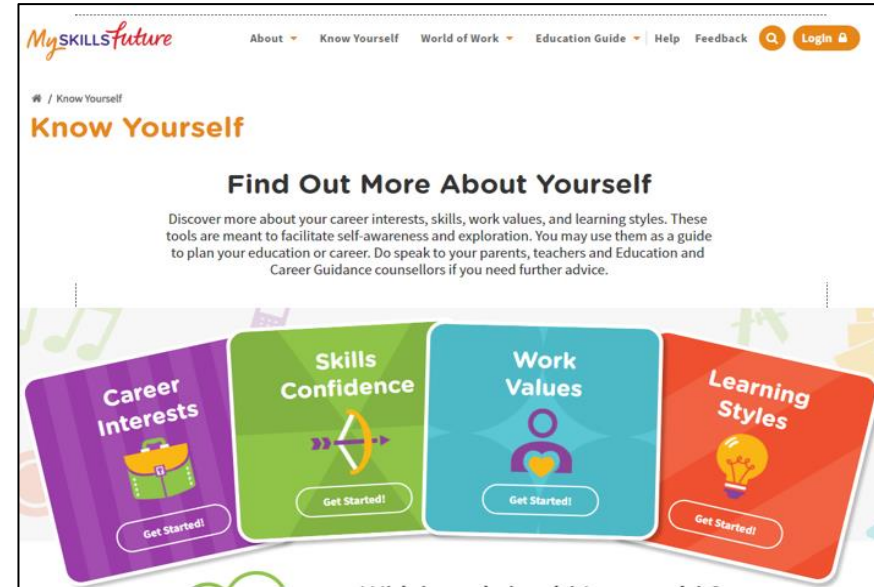 MySKILLSfuture
About Know Yourself World of Work Education Guide Help Feedback Login
/ Know Yourself
Know Yourself
Find Out More About Yourself
Discover more about your career interests, skills, work values, and learning styles. These
tools are meant to facilitate self-awareness and exploration. You may use them as a guide
to plan your education or career. Do speak to your parents, teachers and Education and
Career Guidance counsellors if you need further advice.
Career
Interests
Get Started!
Skills
Confidence
Get Started!
Work
Values
Get Started!
Learning
Styles
Get Started!